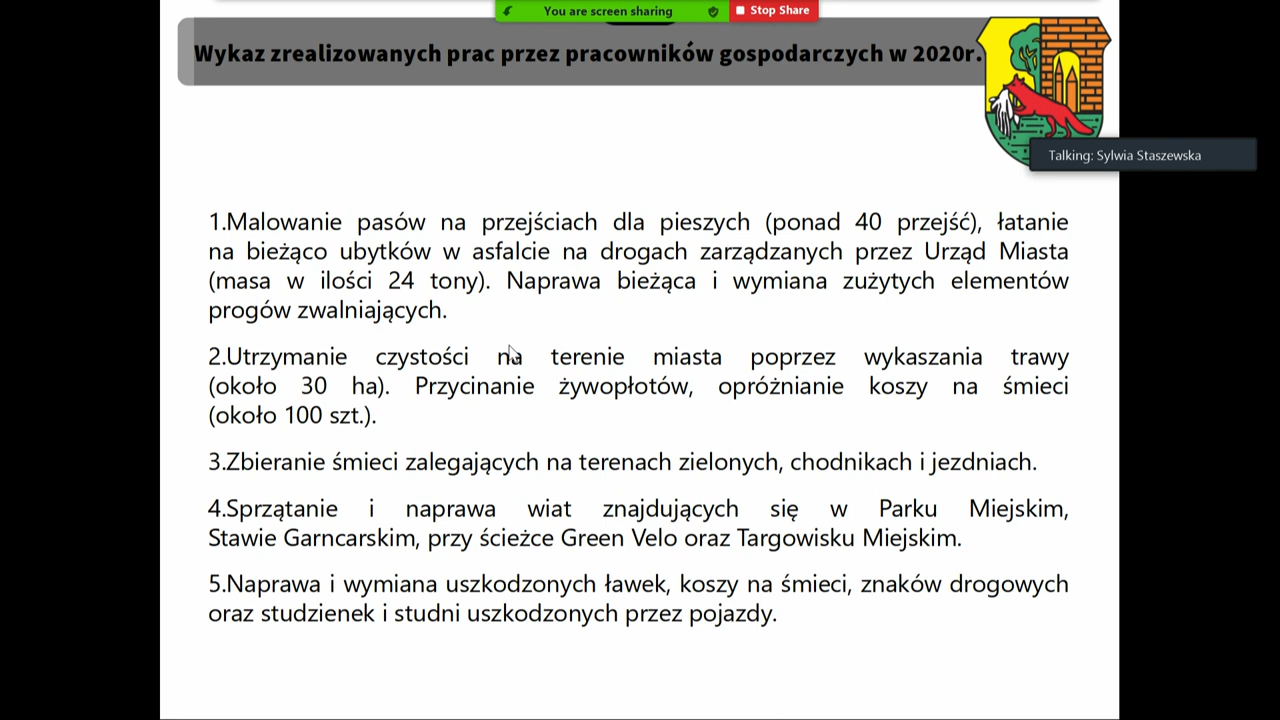 You are screen sharing
Stop Share
Wykaz zrealizowanych prac przez pracowników gospodarczych w 2020r.
Talking: Sylwia Staszewska
1.Malowanie pasów na przejściach dla pieszych (ponad 40 przejść), łatanie
na bieżąco ubytków w asfalcie na drogach zarządzanych przez Urząd Miasta
(masa w ilości 24 tony). Naprawa bieżąca i wymiana zużytych elementów
progów zwalniających.
2.Utrzymanie czystości na terenie miasta poprzez wykaszania trawy
(około 30 ha). Przycinanie żywopłotów, opróżnianie koszy na śmieci
(około 100 szt.).
3.Zbieranie śmieci zalegających na terenach zielonych, chodnikach i jezdniach.
4.Sprzątanie i naprawa wiat znajdujących się w Parku Miejskim,
Stawie Garncarskim, przy ścieżce Green Velo oraz Targowisku Miejskim.
5.Naprawa i wymiana uszkodzonych ławek, koszy na śmieci, znaków drogowych
oraz studzienek i studni uszkodzonych przez pojazdy.